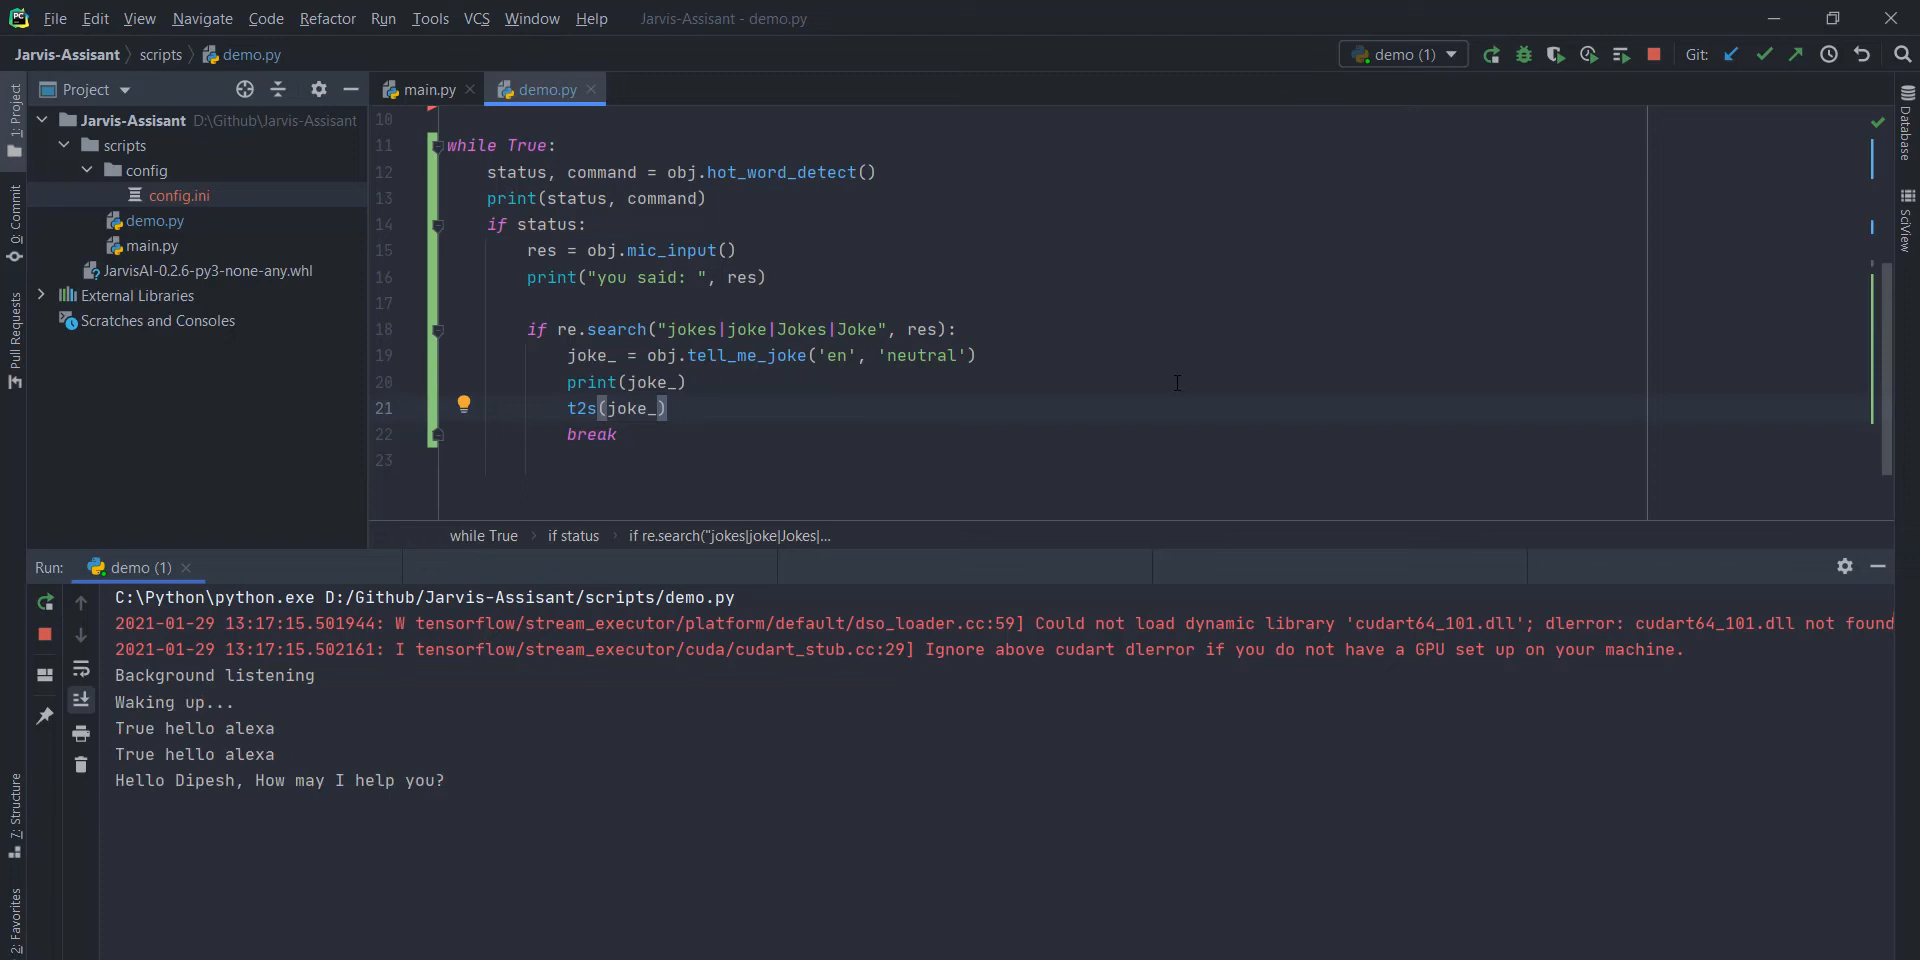 File Edit View Navigate Code Refactor Run Tools VCS Window Help Jarvis-Assisant - demo.py
Jarvis-Assisant scripts demo.py demo (1) Git:
Project main.py demo.py
1: Project
0: Commit
Pull Requests
7: Structure
2: Favorites
Jarvis-Assisant D:\Github\Jarvis-Assisant
scripts
config
config.ini
demo.py
main.py
JarvisAI-0.2.6-py3-none-any.whl
External Libraries
Scratches and Consoles
10
11 while True:
12 status, command = obj.hot_word_detect()
13 print(status, command)
14 if status:
15 res = obj.mic_input()
16 print("you said: ", res)
17
18 if re.search("jokes|joke|Jokes|Joke", res):
19 joke_ = obj.tell_me_joke('en', 'neutral')
20 print(joke_)
21 t2s(joke_)
22 break
23
while True if status if re.search("jokes|joke|Jokes|...
Database
SciView
Run: demo (1)
C:\Python\python.exe D:/Github/Jarvis-Assisant/scripts/demo.py
2021-01-29 13:17:15.501944: W tensorflow/stream_executor/platform/default/dso_loader.cc:59] Could not load dynamic library 'cudart64_101.dll'; dlerror: cudart64_101.dll not found
2021-01-29 13:17:15.502161: I tensorflow/stream_executor/cuda/cudart_stub.cc:29] Ignore above cudart dlerror if you do not have a GPU set up on your machine.
Background listening
Waking up...
True hello alexa
True hello alexa
Hello Dipesh, How may I help you?